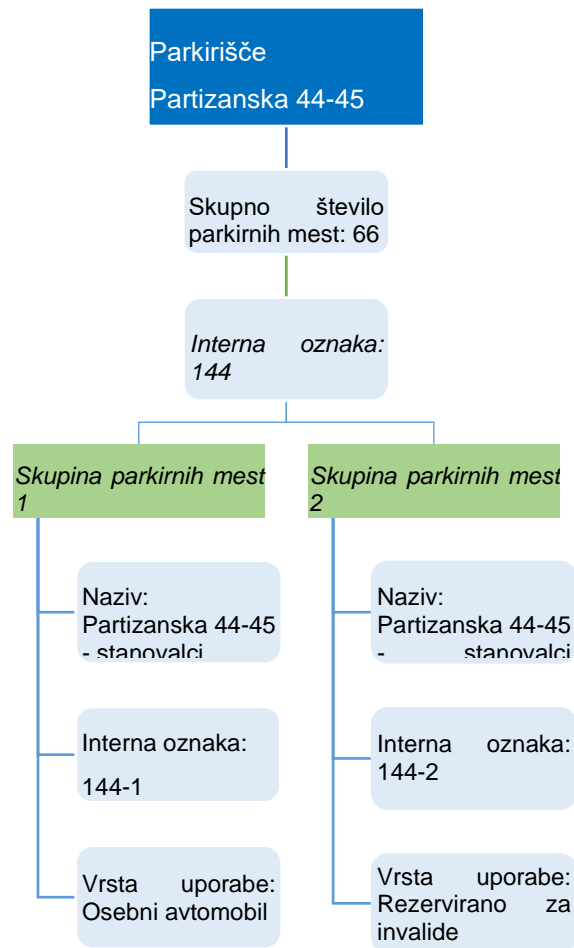 Parkirišče
Partizanska 44-45
Skupno število
parkirnih mest: 66
Interna oznaka:
144
Skupina parkirnih mest
1
Naziv:
Partizanska 44-45
- stanovalci
Interna oznaka:
144-1
Vrsta uporabe:
Osebni avtomobil
Skupina parkirnih mest
2
Naziv:
Partizanska 44-45
- stanovalci
Interna oznaka:
144-2
Vrsta uporabe:
Rezervirano za
invalide